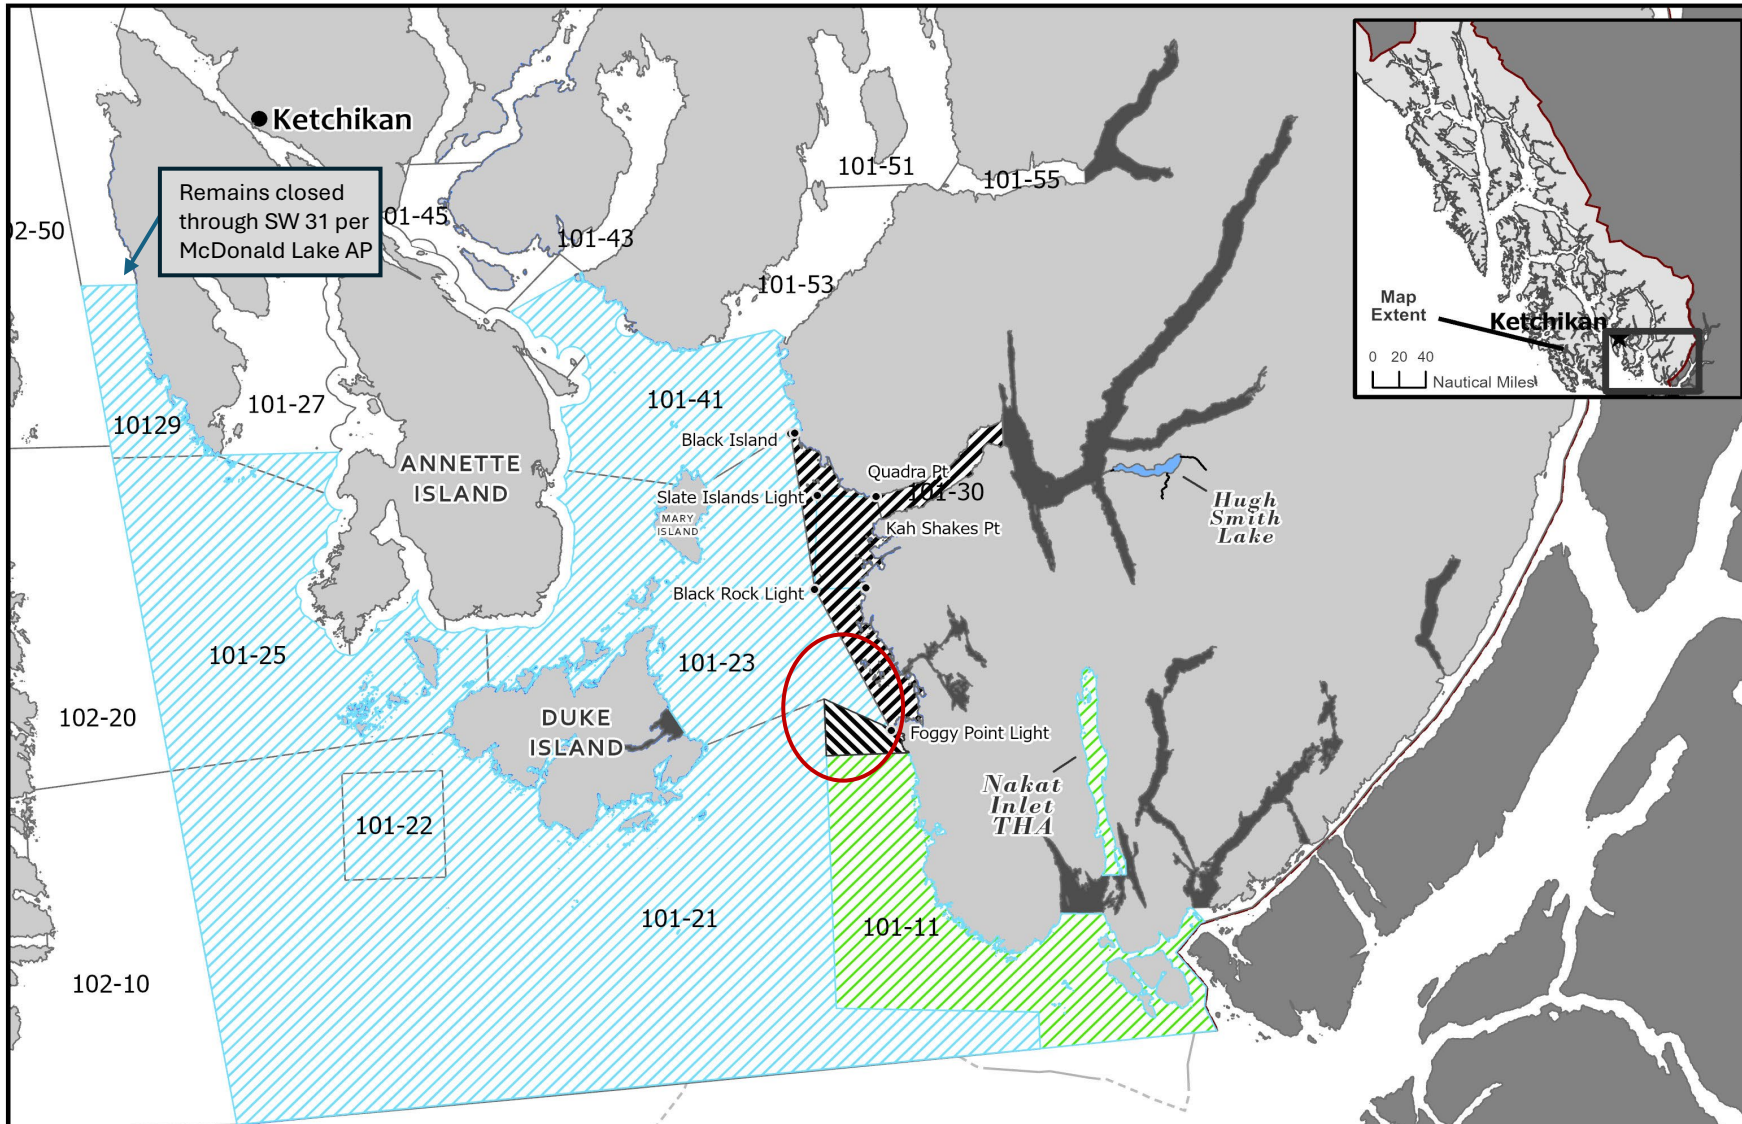 Ketchikan
Remains closed
through SW 31 per
McDonald Lake AP
2-50
01-45
101-43
101-51
101-55
101-53
Map
Extent
Ketchikan
0 20 40
Nautical Miles
101-27
101-41
10129
ANNETTE
ISLAND
Black Island
Quadra Pt
101-30
Slate Islands Light
MARY
ISLAND
Kah Shakes Pt
Hugh
Smith
Lake
Black Rock Light
101-25
101-23
102-20
DUKE
ISLAND
Foggy Point Light
Nakat
Inlet
THA
101-22
101-21
101-11
102-10